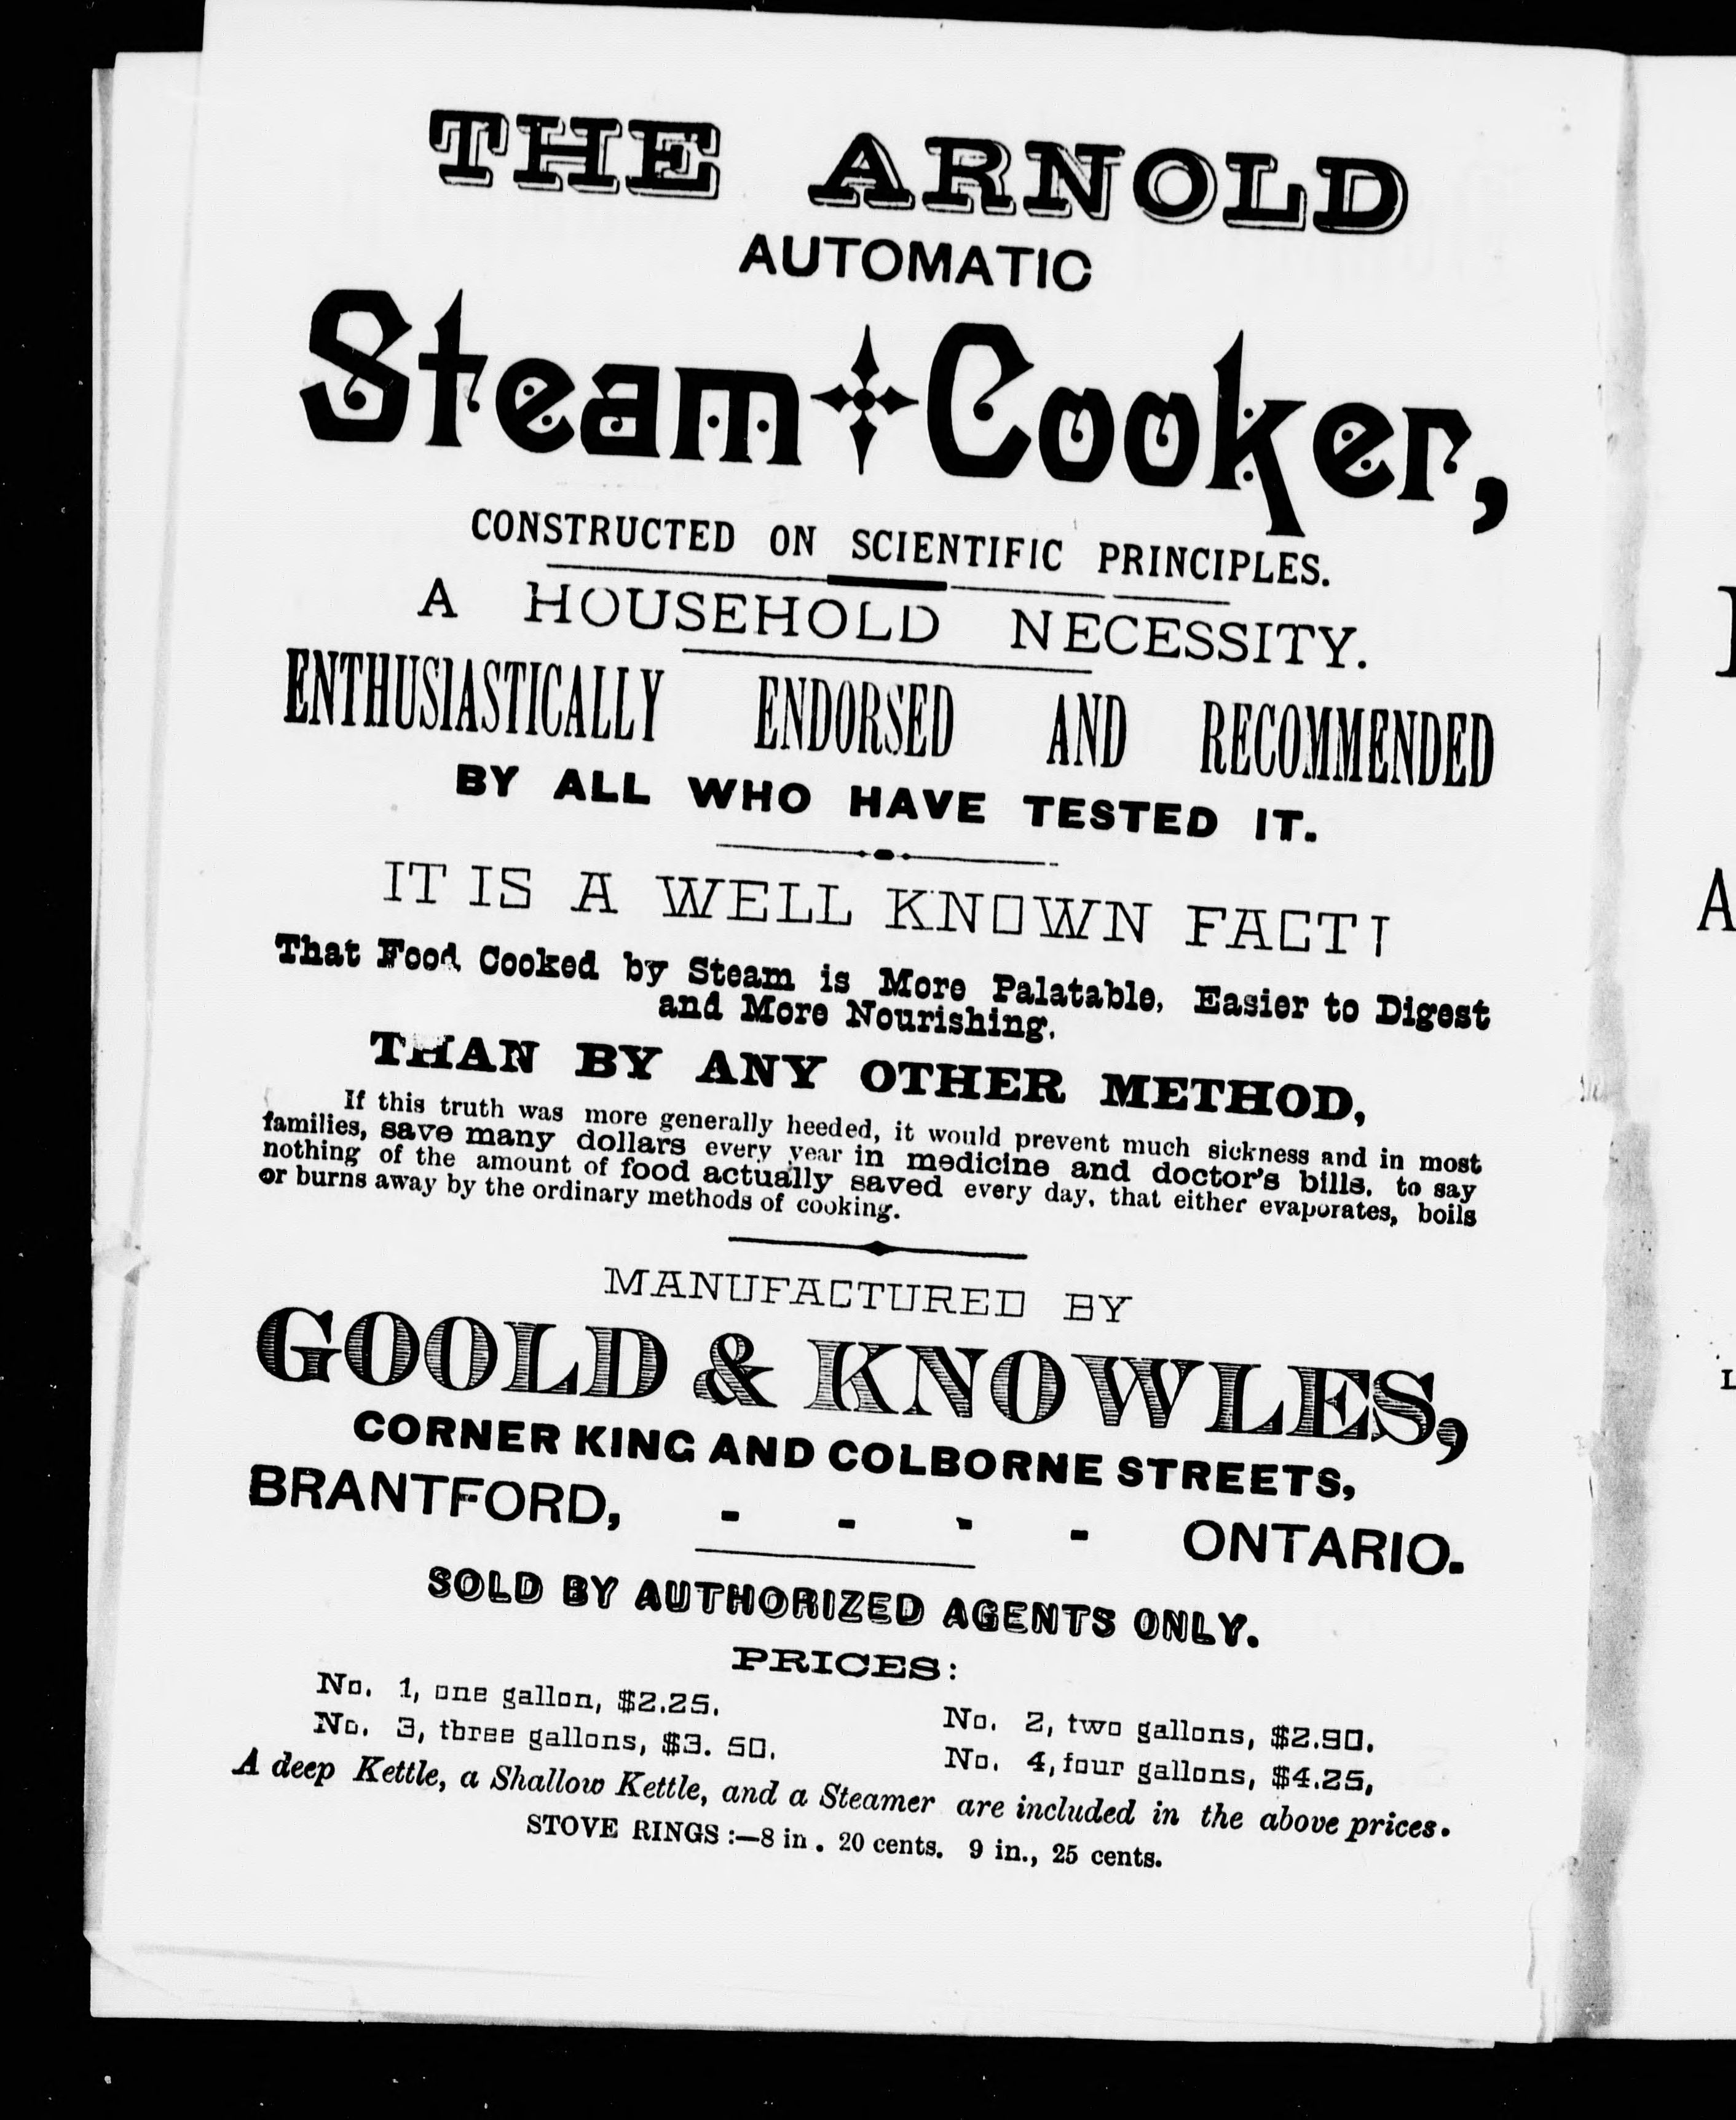 THE ARNOLD
AUTOMATIC
Steam Cooker,
CONSTRUCTED ON SCIENTIFIC PRINCIPLES.
A HOUSEHOLD NECESSITY.
ENTHUSIASTICALLY ENDORSED AND RECOMMENDED
BY ALL WHO HAVE TESTED IT.
IT IS A WELL KNOWN FACT!
That Food Cooked by Steam is More Palatable, Easier to Digest
and More Nourishing,
THAN BY ANY OTHER METHOD,
If this truth was more generally heeded, it would prevent much sickness and in most
families, save many dollars every year in medicine and doctor's bills. to say
nothing of the amount of food actually saved every day, that either evaporates, boils
or burns away by the ordinary methods of cooking.
MANUFACTURED BY
GOOLD & KNOWLES,
CORNER KING AND COLBORNE STREETS,
BRANTFORD, - - - - ONTARIO.
SOLD BY AUTHORIZED AGENTS ONLY.
PRICES:
No. 1, one gallon, $2.25. No. 2, two gallons, $2.90.
No. 3, three gallons, $3. 50. No. 4, four gallons, $4.25,
A deep Kettle, a Shallow Kettle, and a Steamer are included in the above prices.
STOVE RINGS :—8 in . 20 cents. 9 in., 25 cents.
A
L